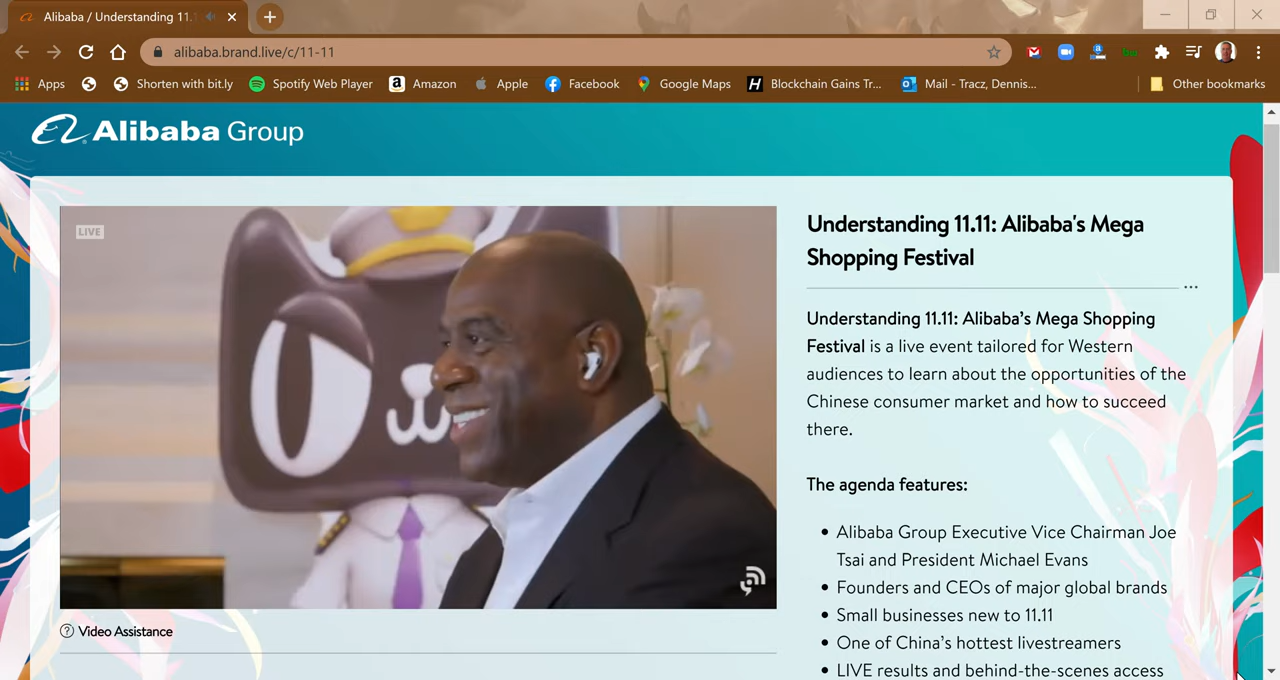 Alibaba / Understanding 11.1
alibaba.brand.live/c/11-11
Apps
Shorten with bit.ly
Spotify Web Player
Amazon
Apple
Facebook
Google Maps
Blockchain Gains Tr...
Mail - Tracz, Dennis...
Other bookmarks
Alibaba Group
LIVE
Understanding 11.11: Alibaba's Mega
Shopping Festival
...
Understanding 11.11: Alibaba's Mega Shopping
Festival is a live event tailored for Western
audiences to learn about the opportunities of the
Chinese consumer market and how to succeed
there.
The agenda features:
• Alibaba Group Executive Vice Chairman Joe
Tsai and President Michael Evans
• Founders and CEOs of major global brands
• Small businesses new to 11.11
• One of China's hottest livestreamers
• LIVE results and behind-the-scenes access
? Video Assistance